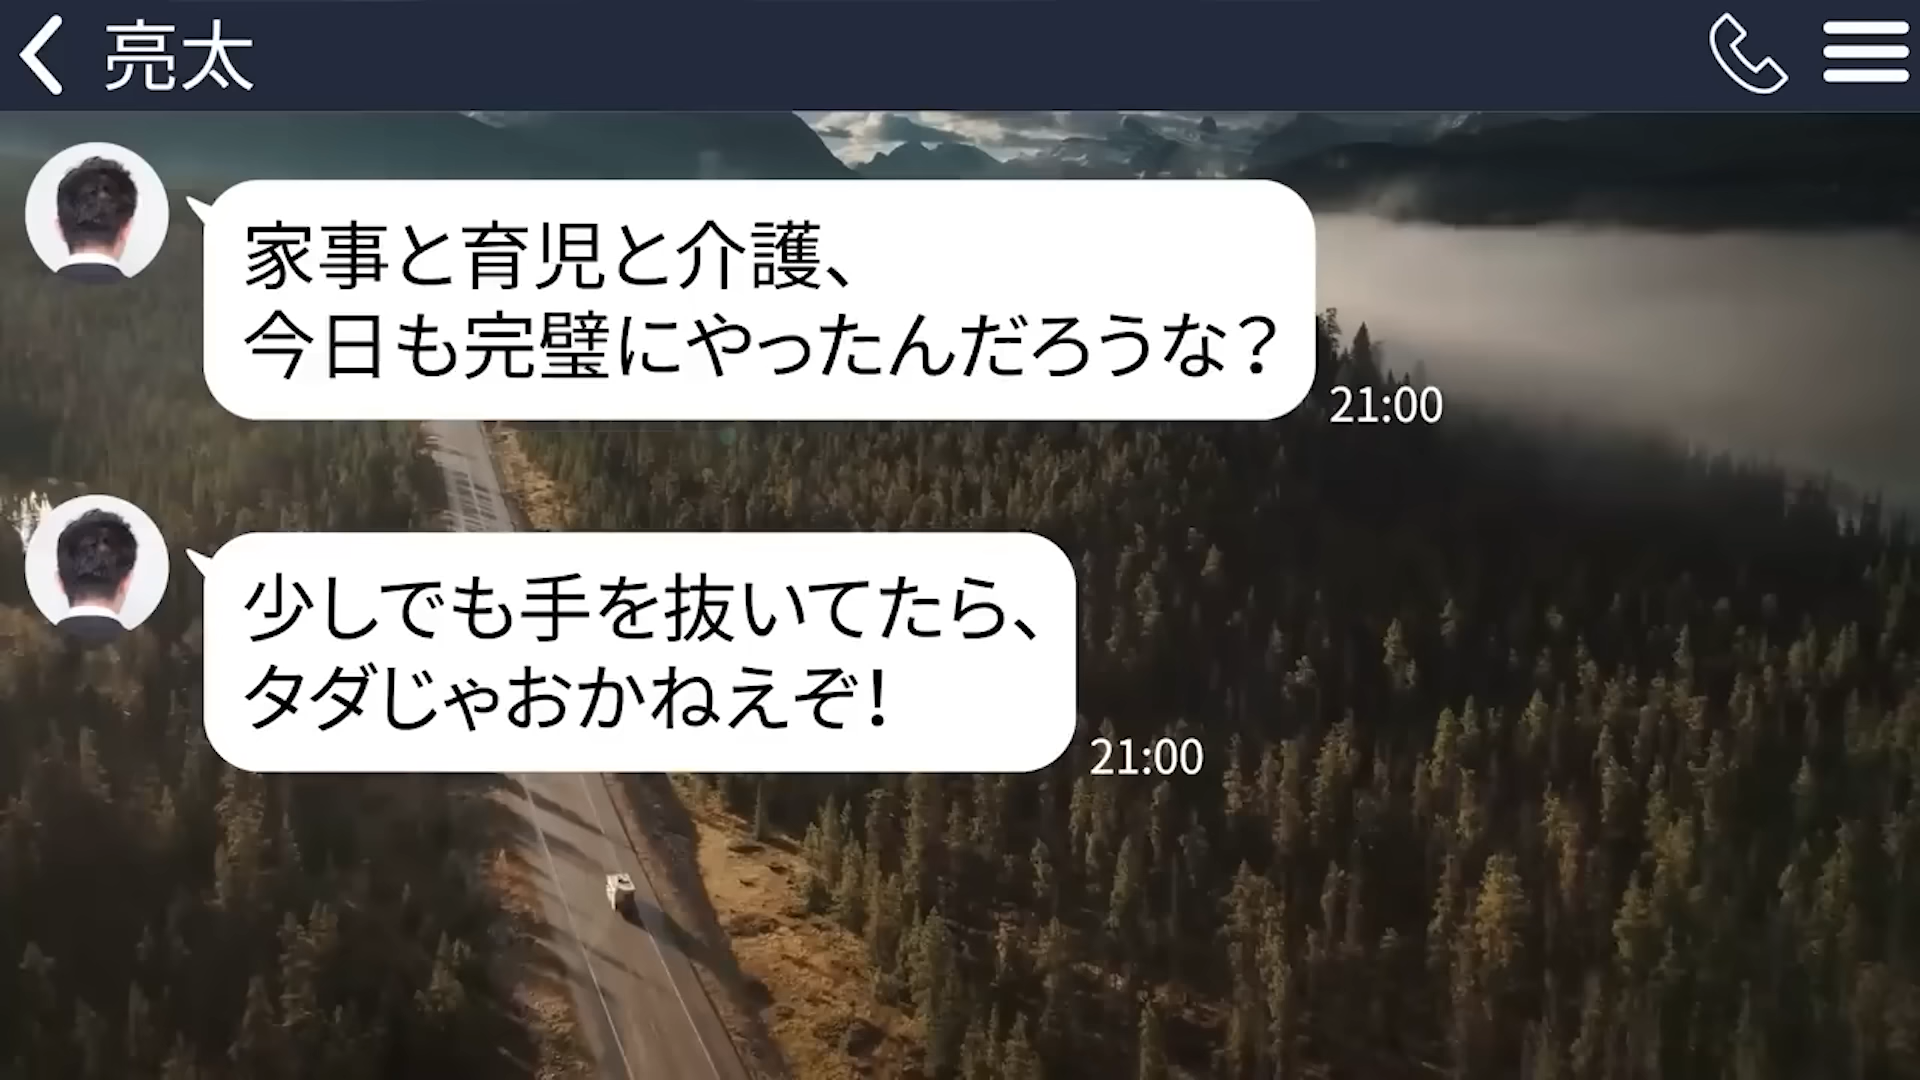 亮太
家事と育児と介護、
今日も完璧にやったんだろうな？
21:00
少しでも手を抜いてたら、
タダじゃおかねえぞ！
21:00